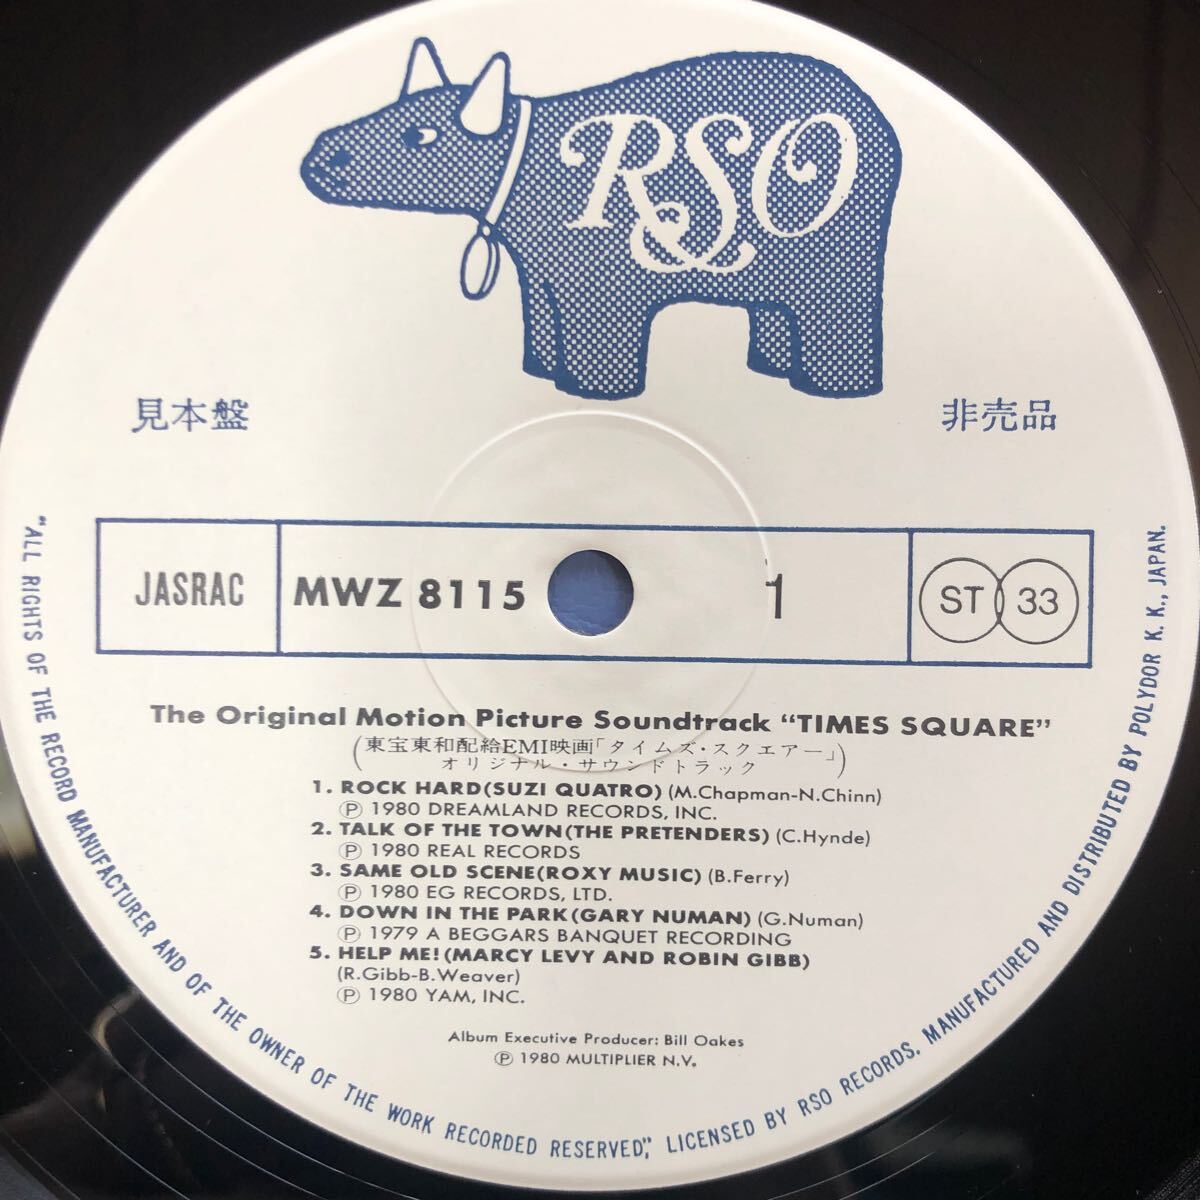 RSO
見本盤
非売品
JASRAC
MWZ 8115
1
ST 33
The Original Motion Picture Soundtrack “TIMES SQUARE”
(東宝東和配給EMI映画「タイムズ・スクエアー」
オリジナル・サウンドトラック)
1. ROCK HARD(SUZI QUATRO) (M.Chapman-N.Chinn)
Ⓟ 1980 DREAMLAND RECORDS, INC.
2. TALK OF THE TOWN(THE PRETENDERS) (C.Hynde)
Ⓟ 1980 REAL RECORDS
3. SAME OLD SCENE(ROXY MUSIC) (B.Ferry)
Ⓟ 1980 EG RECORDS, LTD.
4. DOWN IN THE PARK(GARY NUMAN) (G.Numan)
Ⓟ 1979 A BEGGARS BANQUET RECORDING
5. HELP ME!(MARCY LEVY AND ROBIN GIBB)
(R.Gibb-B.Weaver)
Ⓟ 1980 YAM, INC.
Album Executive Producer: Bill Oakes
Ⓟ 1980 MULTIPLIER N.V.
“ALL RIGHTS OF THE RECORD MANUFACTURER AND OF THE OWNER OF THE WORK RECORDED RESERVED,” LICENSED BY RSO RECORDS. MANUFACTURED AND DISTRIBUTED BY POLYDOR K. K., JAPAN.